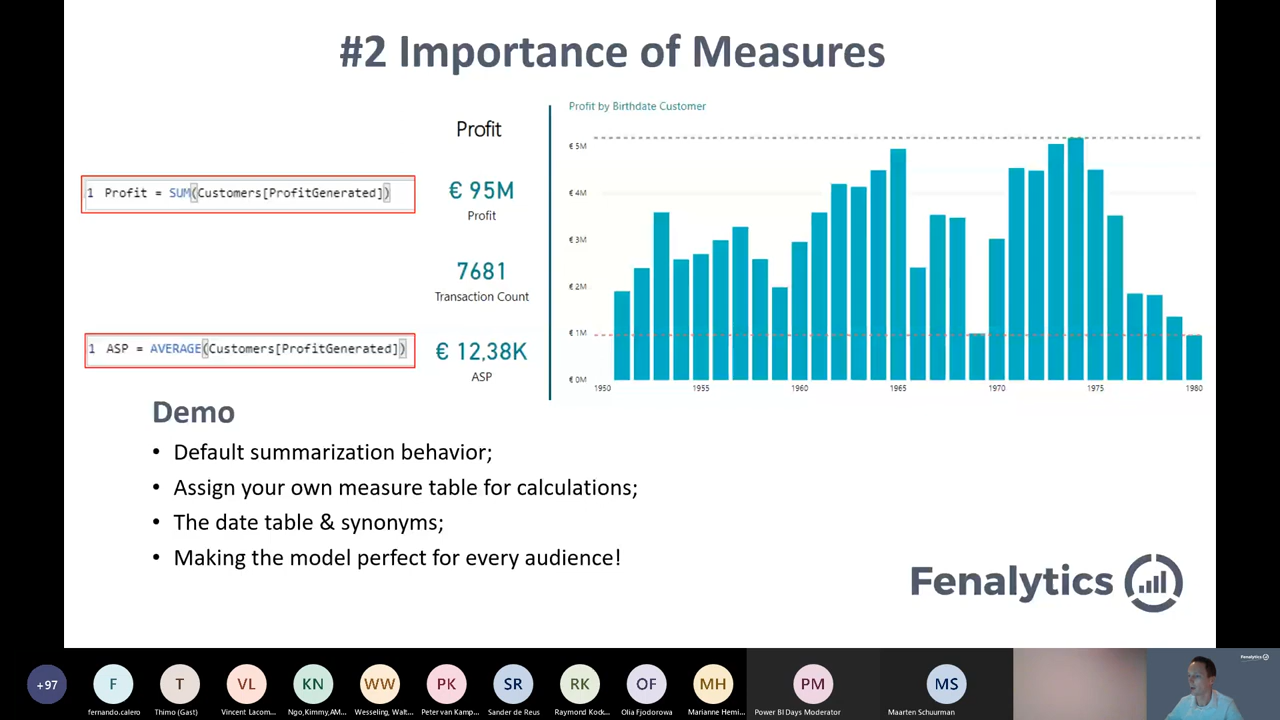 #2 Importance of Measures
1 Profit = SUM(Customers[ProfitGenerated])
1 ASP = AVERAGE(Customers[ProfitGenerated])
Profit
€ 95M
Profit
7681
Transaction Count
€ 12,38K
ASP
Profit by Birthdate Customer
€ 5M
€ 4M
€ 3M
€ 2M
€ 1M
€ 0M
1950 1955 1960 1965 1970 1975 1980
Demo
• Default summarization behavior;
• Assign your own measure table for calculations;
• The date table & synonyms;
• Making the model perfect for every audience!
Fenalytics
+97
F
fernando.calero
T
Thimo (Gast)
VL
Vincent Lacom...
KN
Ngo,Kimmy,AM...
WW
Wesseling, Walt...
PK
Peter van Kamp...
SR
Sander de Reus
RK
Raymond Kock...
OF
Olia Fjodorowa
MH
Marianne Hemi...
PM
Power BI Days Moderator
MS
Maarten Schuurman
Fenalytics